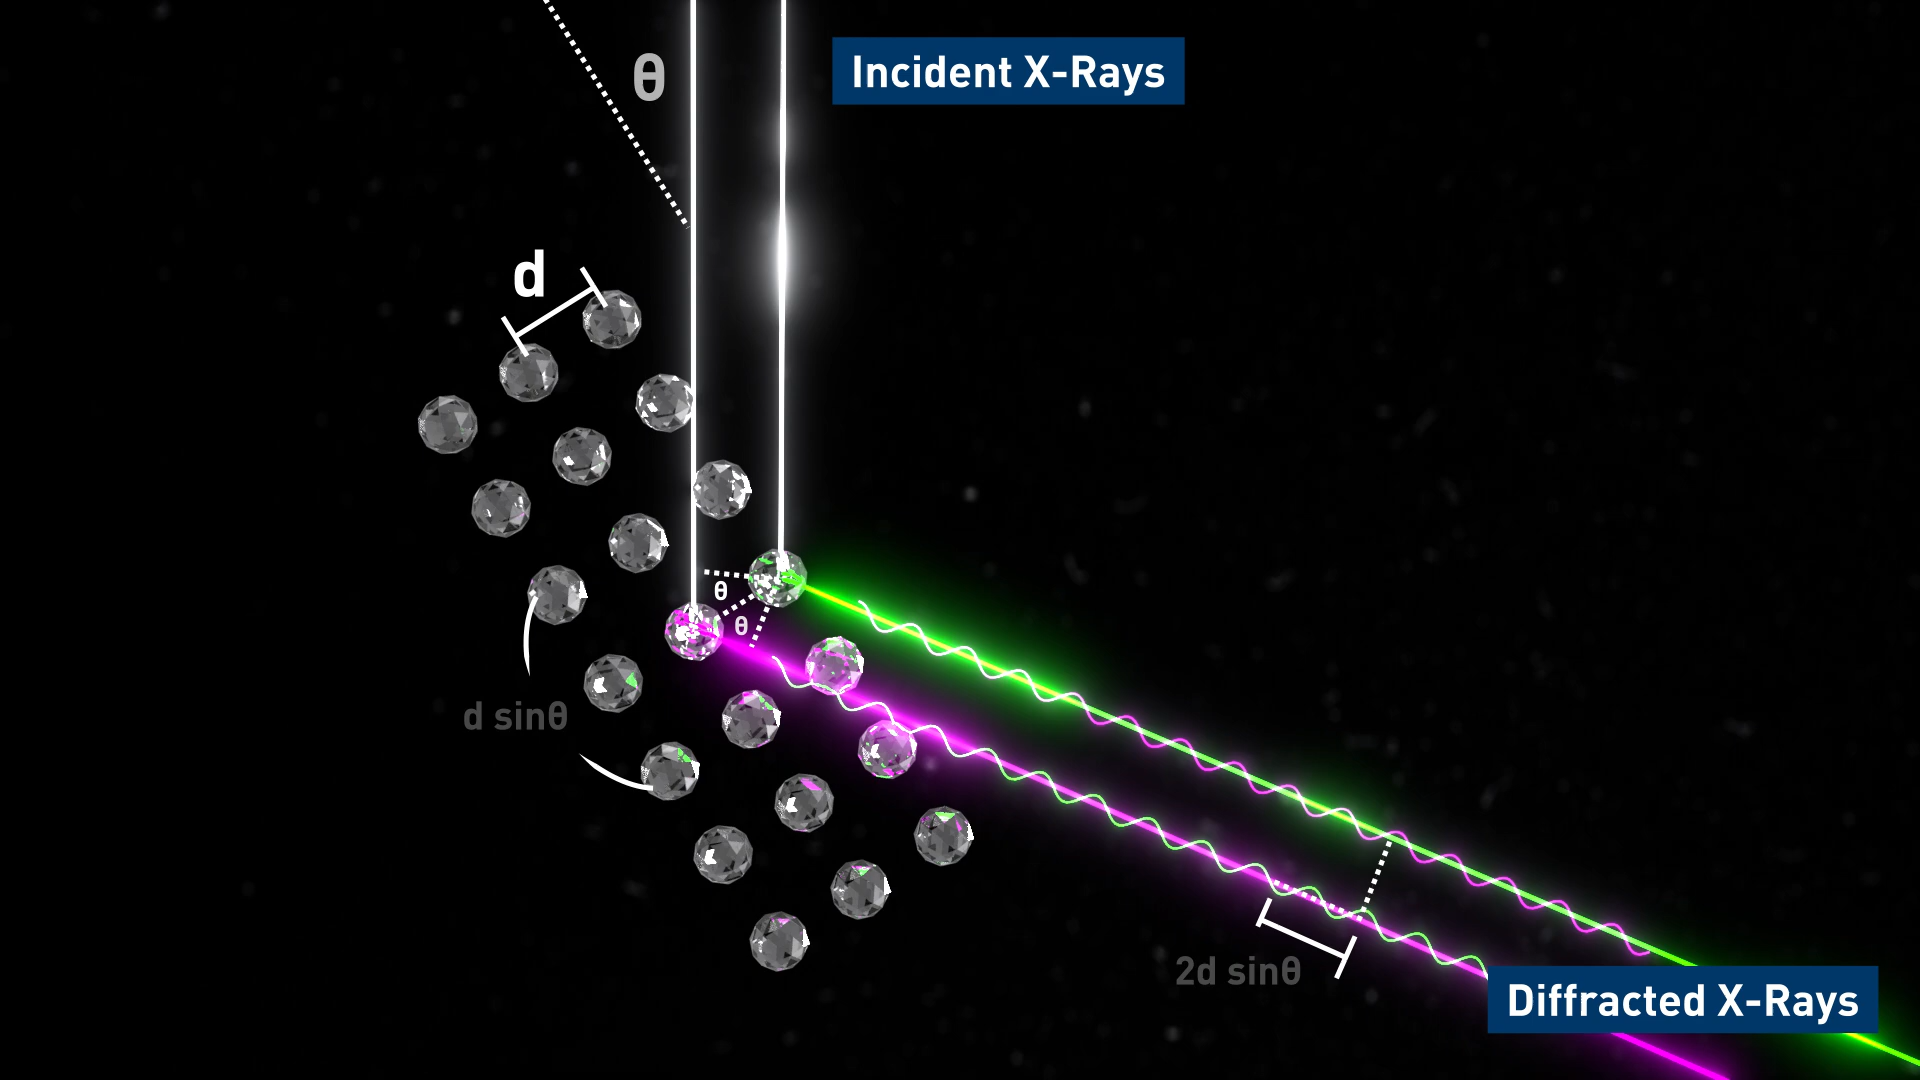 Incident X-Rays
θ
d
θ
θ
d sinθ
2d sinθ
Diffracted X-Rays